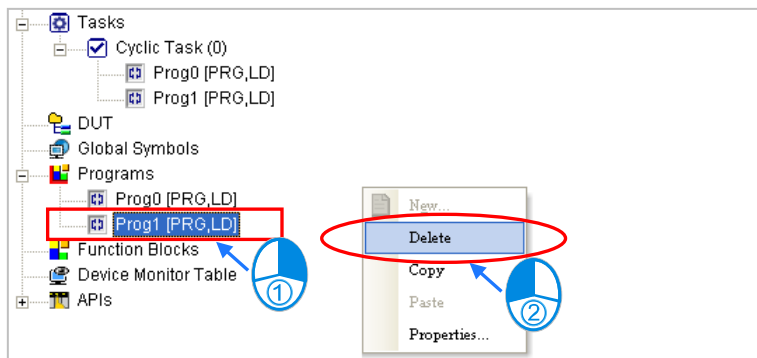 Tasks
Cyclic Task (0)
Prog0 [PRG,LD]
Prog1 [PRG,LD]
DUT
Global Symbols
Programs
Prog0 [PRG,LD]
Prog1 [PRG,LD]
Function Blocks
Device Monitor Table
APIs
New...
Delete
Copy
Paste
Properties...
①
②